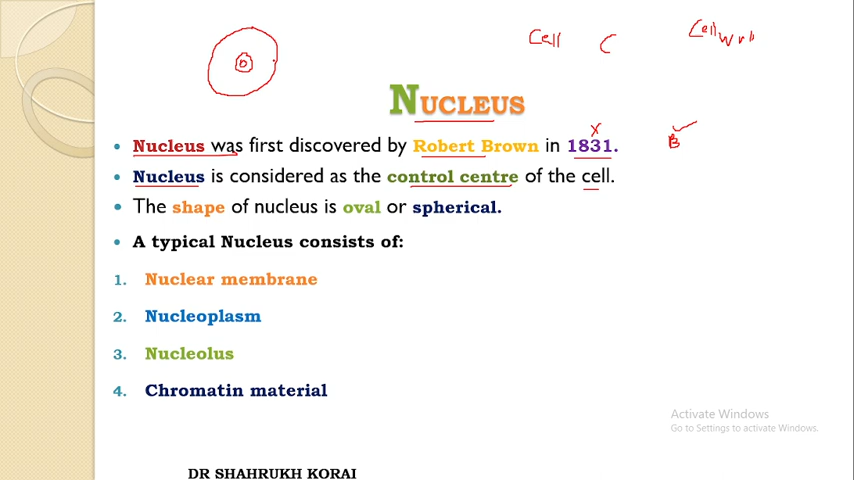 Cell C Cell Wall
NUCLEUS
• Nucleus was first discovered by Robert Brown in 1831.
x B
• Nucleus is considered as the control centre of the cell.
• The shape of nucleus is oval or spherical.
• A typical Nucleus consists of:
1. Nuclear membrane
2. Nucleoplasm
3. Nucleolus
4. Chromatin material
Activate Windows
Go to Settings to activate Windows.
DR SHAHRUKH KORAI